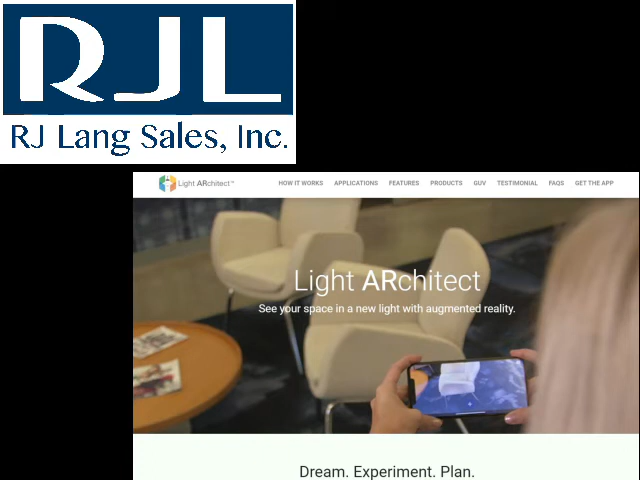 RJL
RJ Lang Sales, Inc.
Light ARchitect™
HOW IT WORKS APPLICATIONS FEATURES PRODUCTS GUV TESTIMONIAL FAQS GET THE APP
Light ARchitect
See your space in a new light with augmented reality.
Dream. Experiment. Plan.